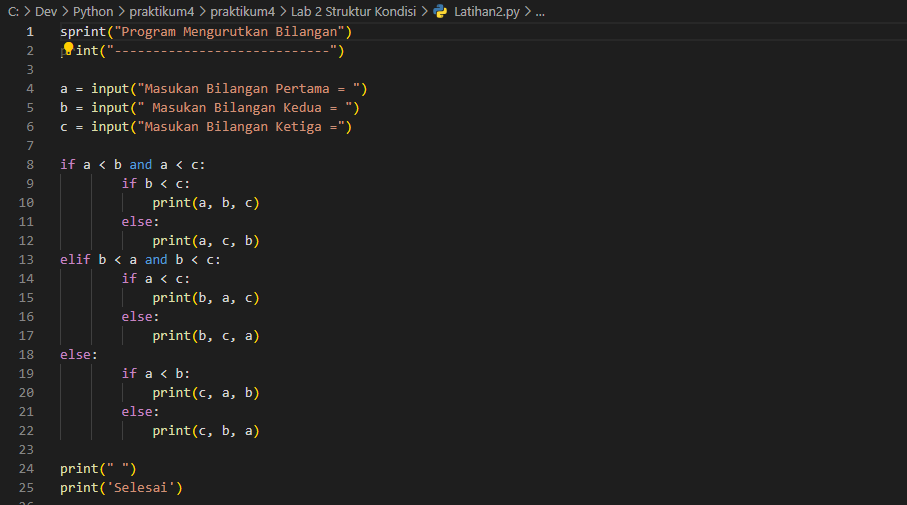 C: > Dev > Python > praktikum4 > praktikum4 > Lab 2 Struktur Kondisi > Latihan2.py > ...
1 sprint("Program Mengurutkan Bilangan")
2 print("----------------------------")
3
4 a = input("Masukan Bilangan Pertama = ")
5 b = input(" Masukan Bilangan Kedua = ")
6 c = input("Masukan Bilangan Ketiga =")
7
8 if a < b and a < c:
9         if b < c:
10             print(a, b, c)
11         else:
12             print(a, c, b)
13 elif b < a and b < c:
14         if a < c:
15             print(b, a, c)
16         else:
17             print(b, c, a)
18 else:
19         if a < b:
20             print(c, a, b)
21         else:
22             print(c, b, a)
23
24 print(" ")
25 print('Selesai')
26